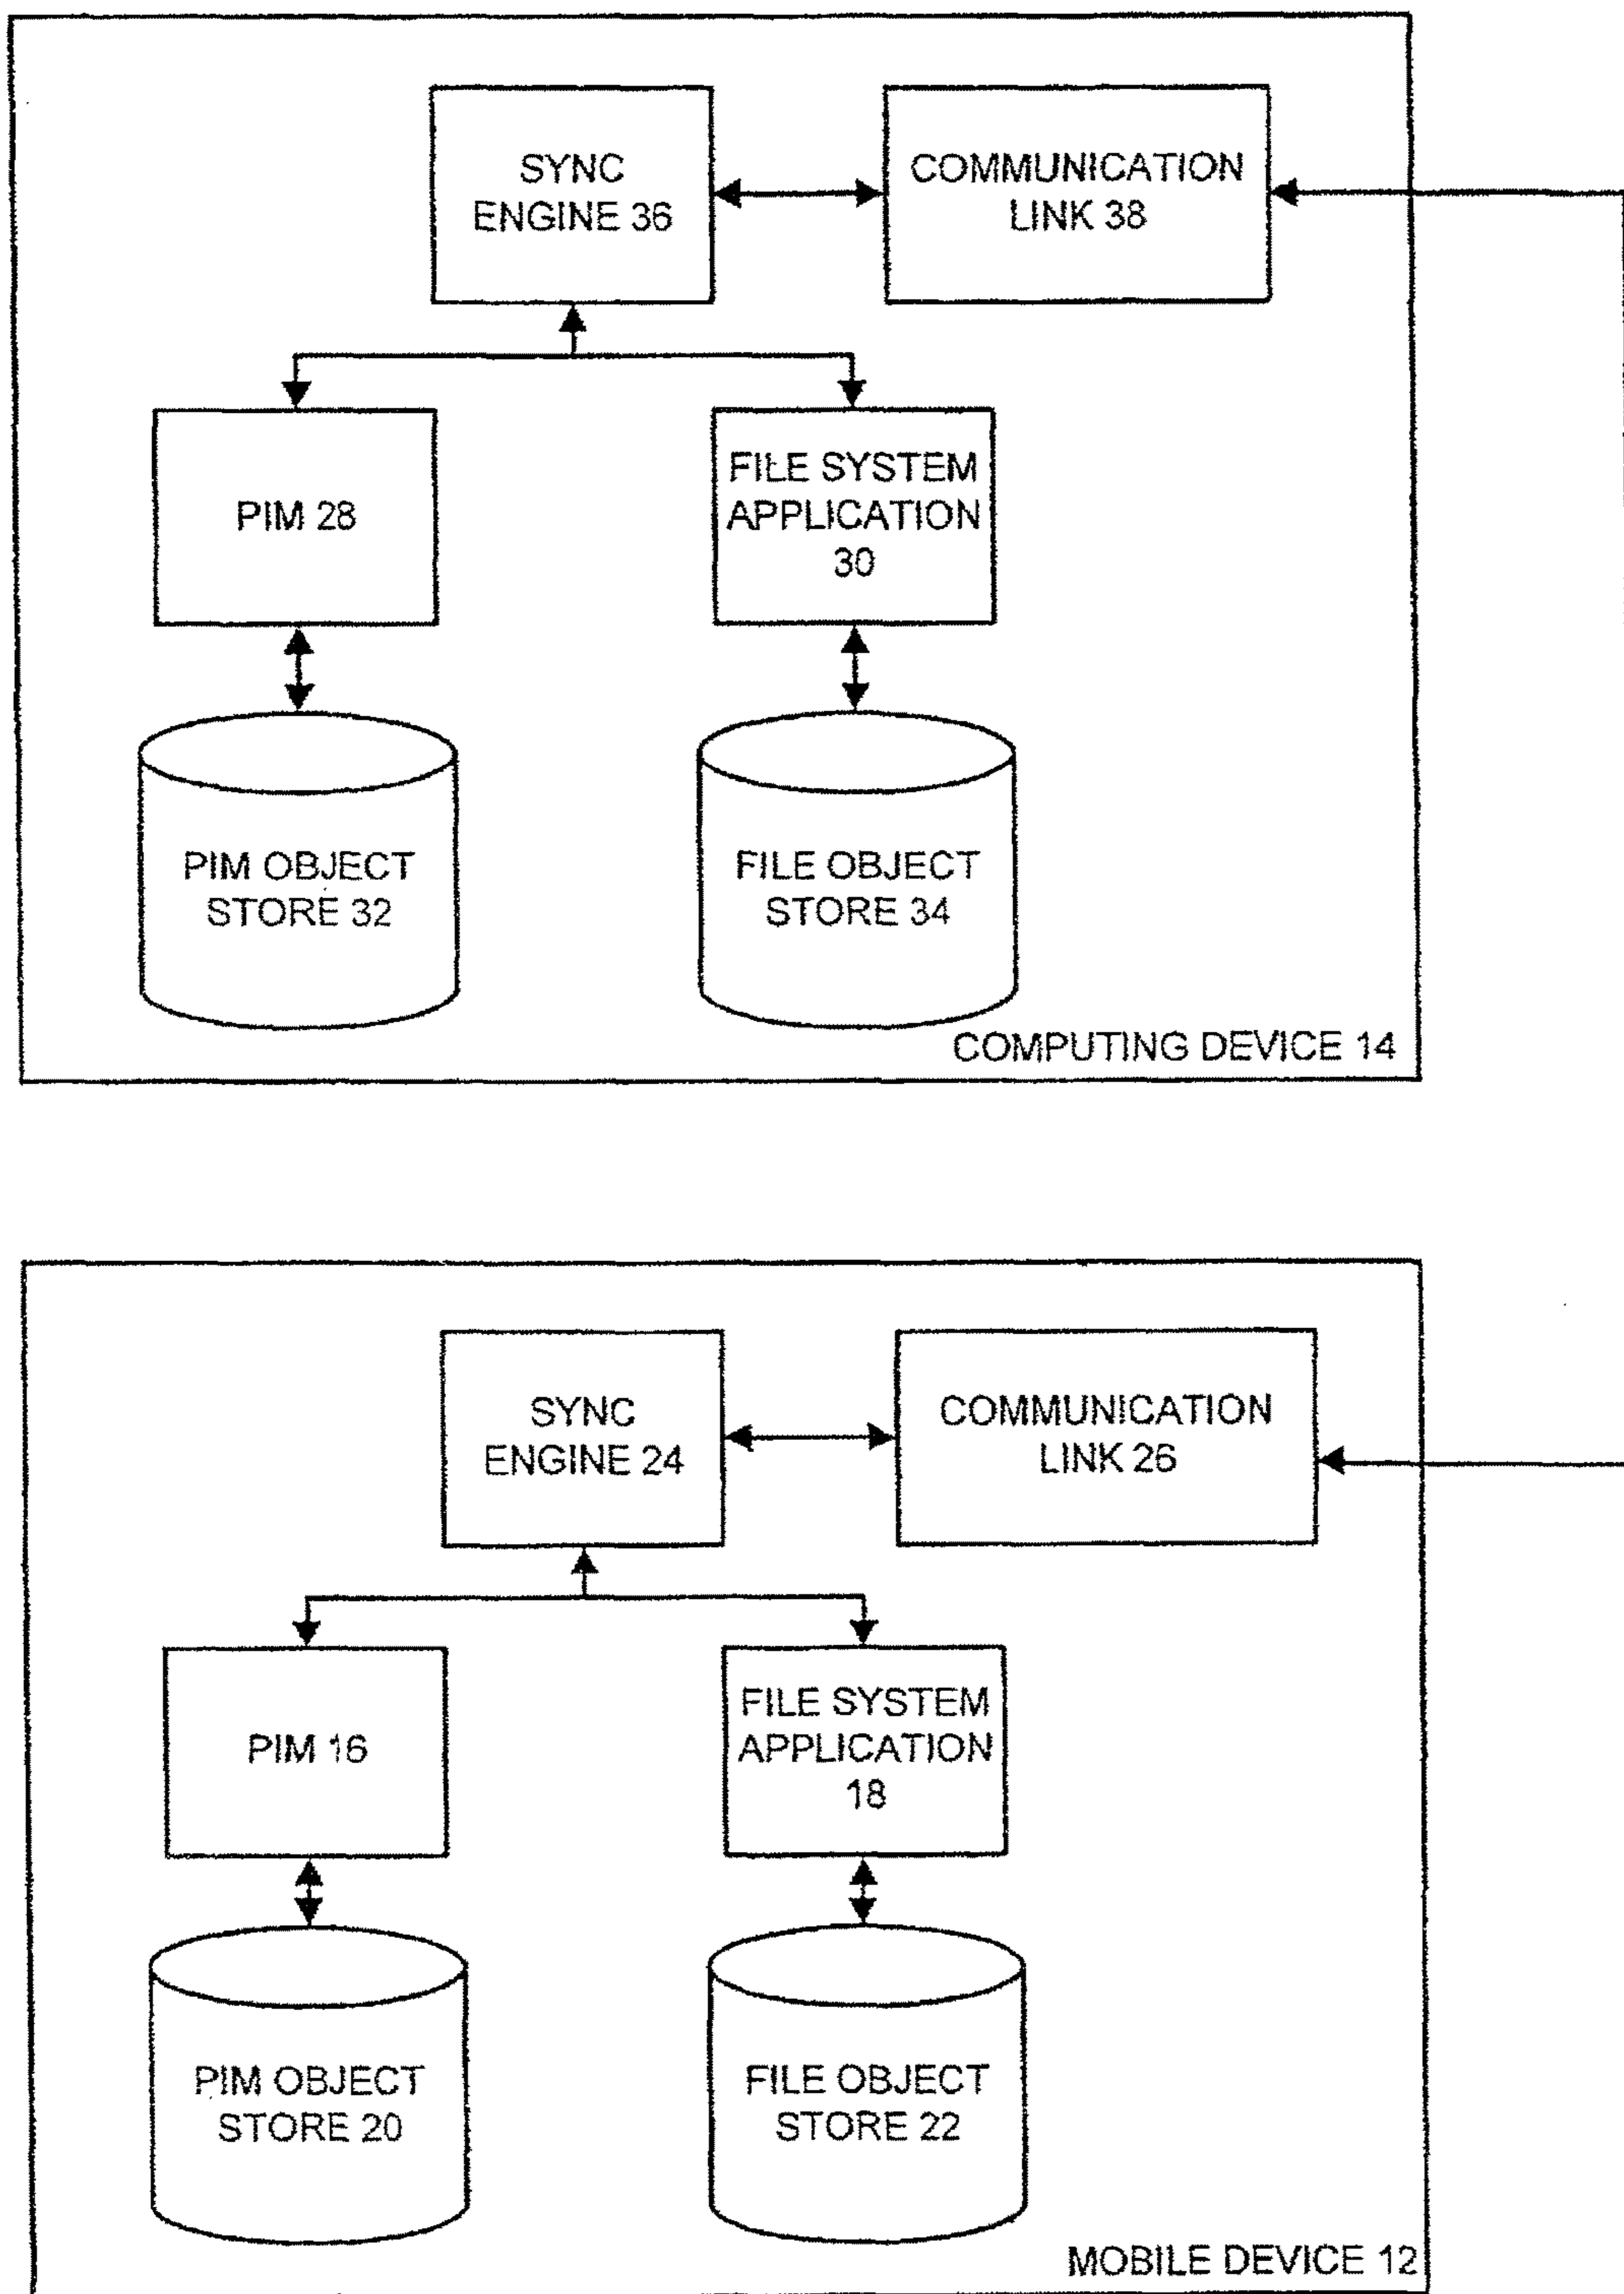 SYNC
ENGINE 36
COMMUNICATION
LINK 38
PIM 28
FILE SYSTEM
APPLICATION
30
PIM OBJECT
STORE 32
FILE OBJECT
STORE 34
COMPUTING DEVICE 14
SYNC
ENGINE 24
COMMUNICATION
LINK 26
PIM 16
FILE SYSTEM
APPLICATION
18
PIM OBJECT
STORE 20
FILE OBJECT
STORE 22
MOBILE DEVICE 12